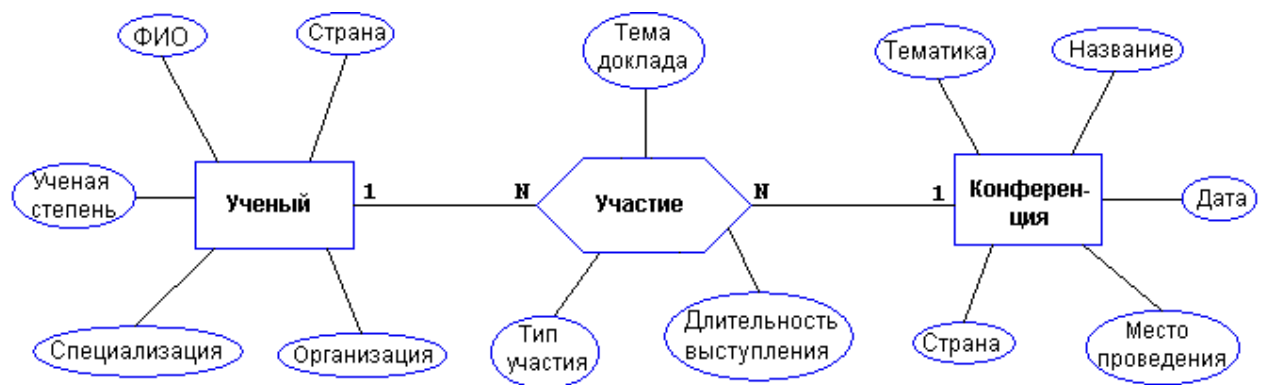 ФИО
Страна
Тема
доклада
Тематика
Название
Ученая
степень
Ученый
1
N
Участие
N
1
Конферен-
ция
Дата
Специализация
Организация
Тип
участия
Длительность
выступления
Страна
Место
проведения